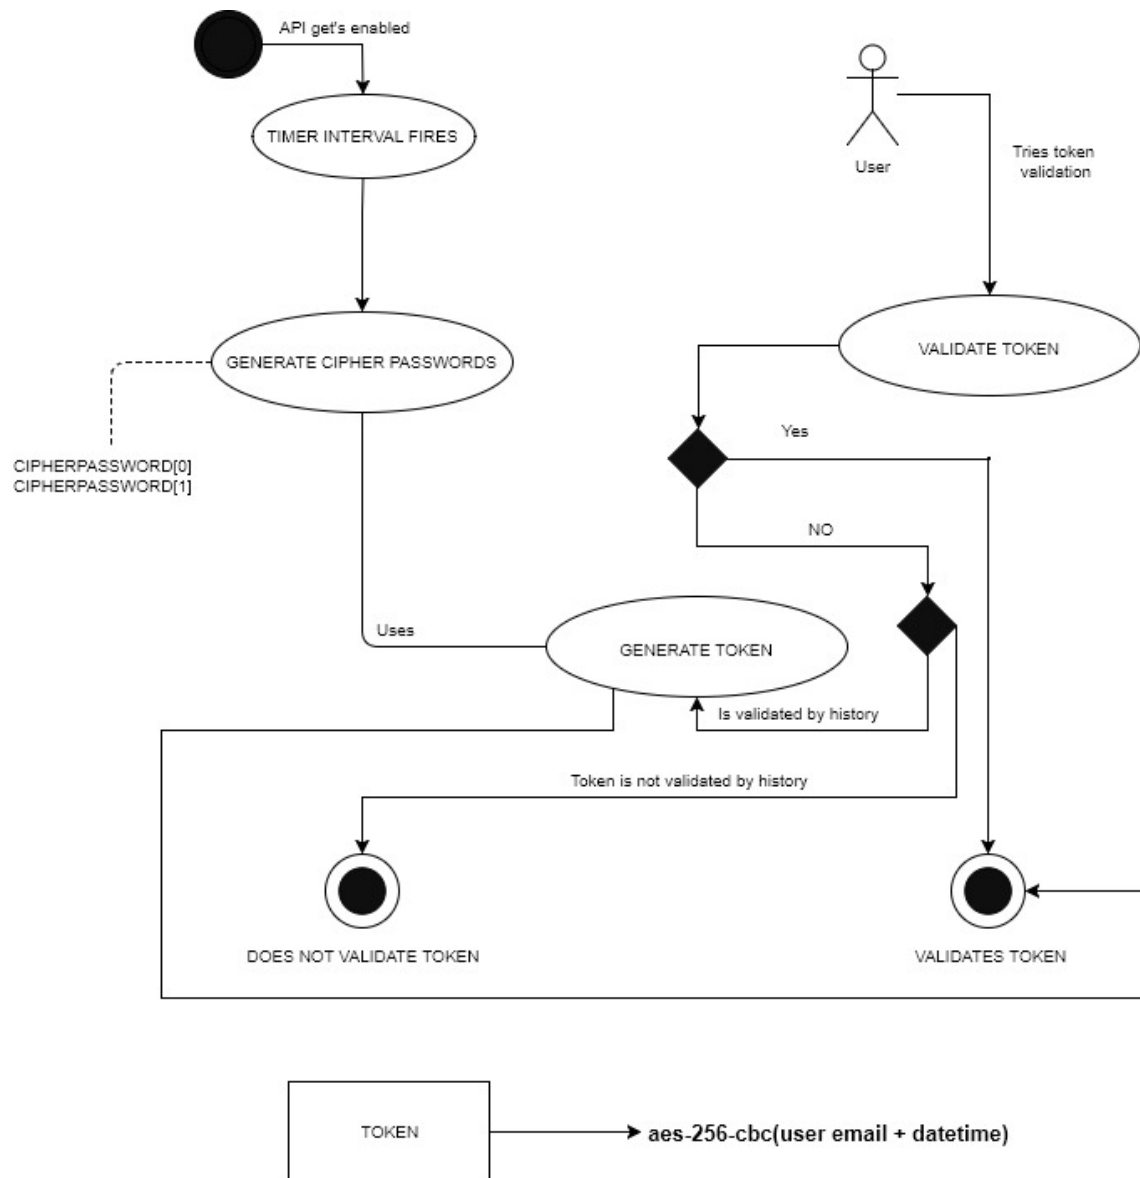 API get's enabled
TIMER INTERVAL FIRES
User
Tries token
validation
GENERATE CIPHER PASSWORDS
VALIDATE TOKEN
CIPHERPASSWORD[0]
CIPHERPASSWORD[1]
Yes
NO
Uses
GENERATE TOKEN
Is validated by history
Token is not validated by history
DOES NOT VALIDATE TOKEN
VALIDATES TOKEN
TOKEN
aes-256-cbc(user email + datetime)